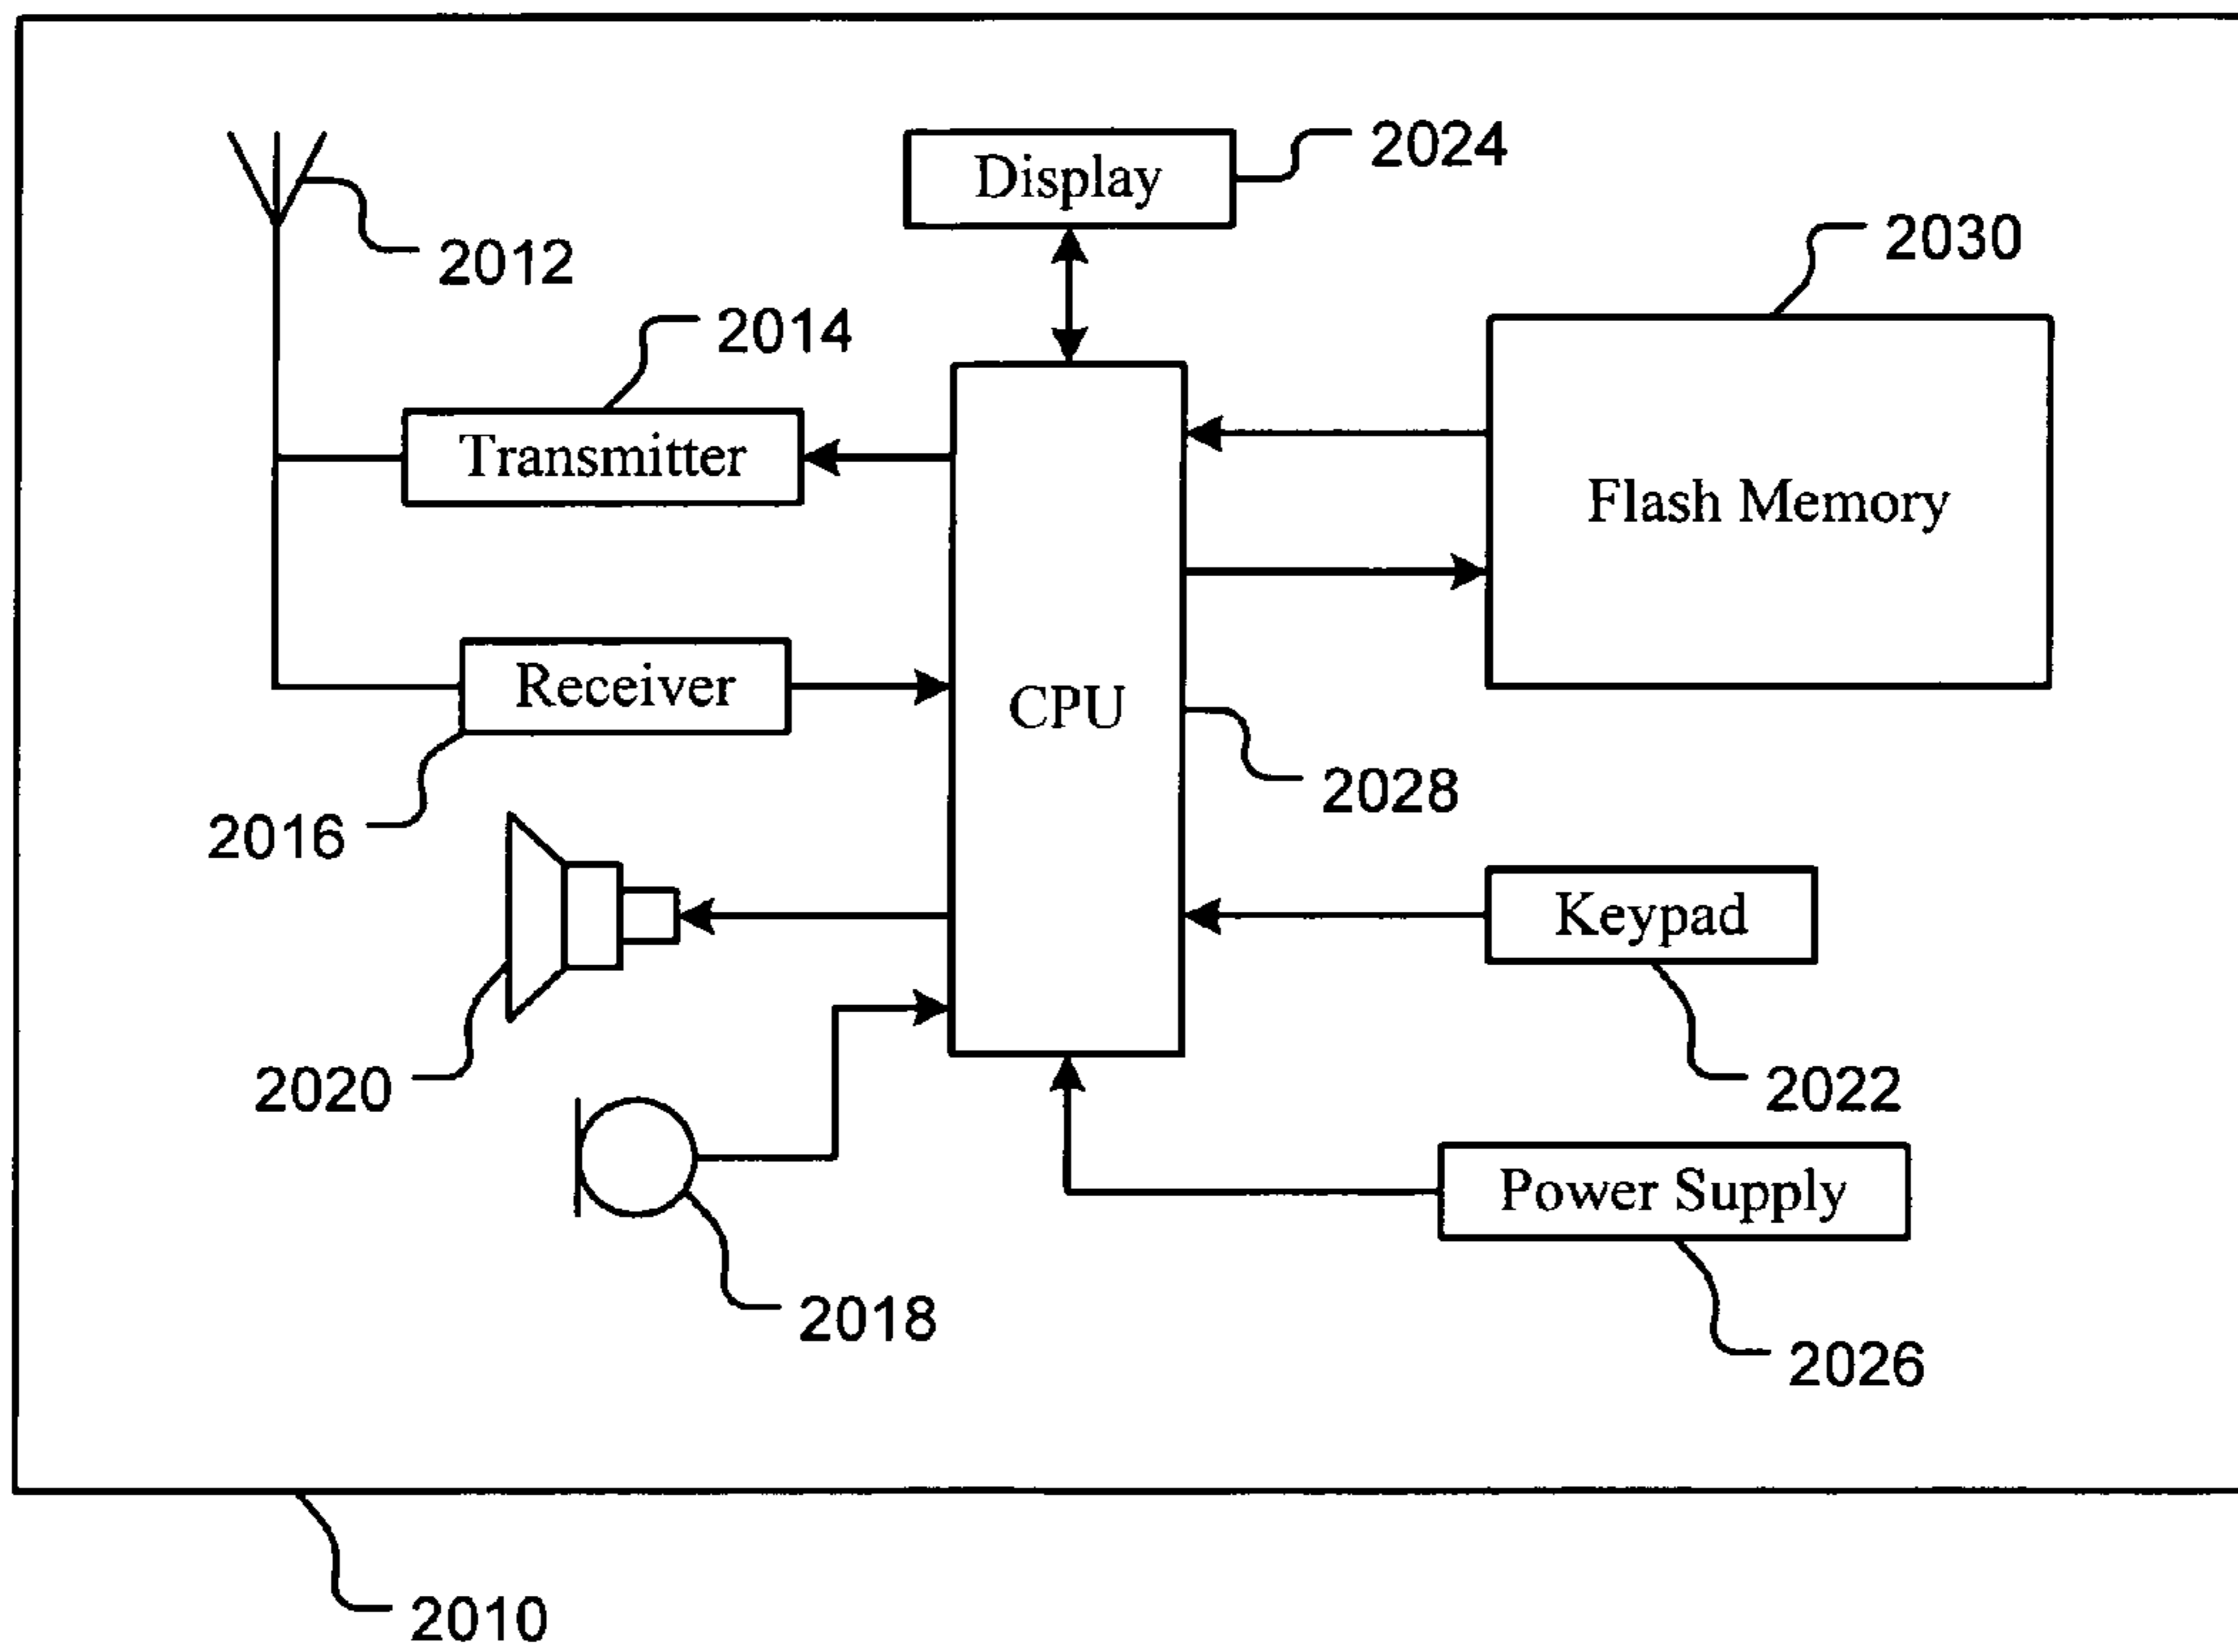 Display
2024
2030
2012
2014
Transmitter
Flash Memory
Receiver
CPU
2028
2016
Keypad
2020
2022
Power Supply
2018
2026
2010